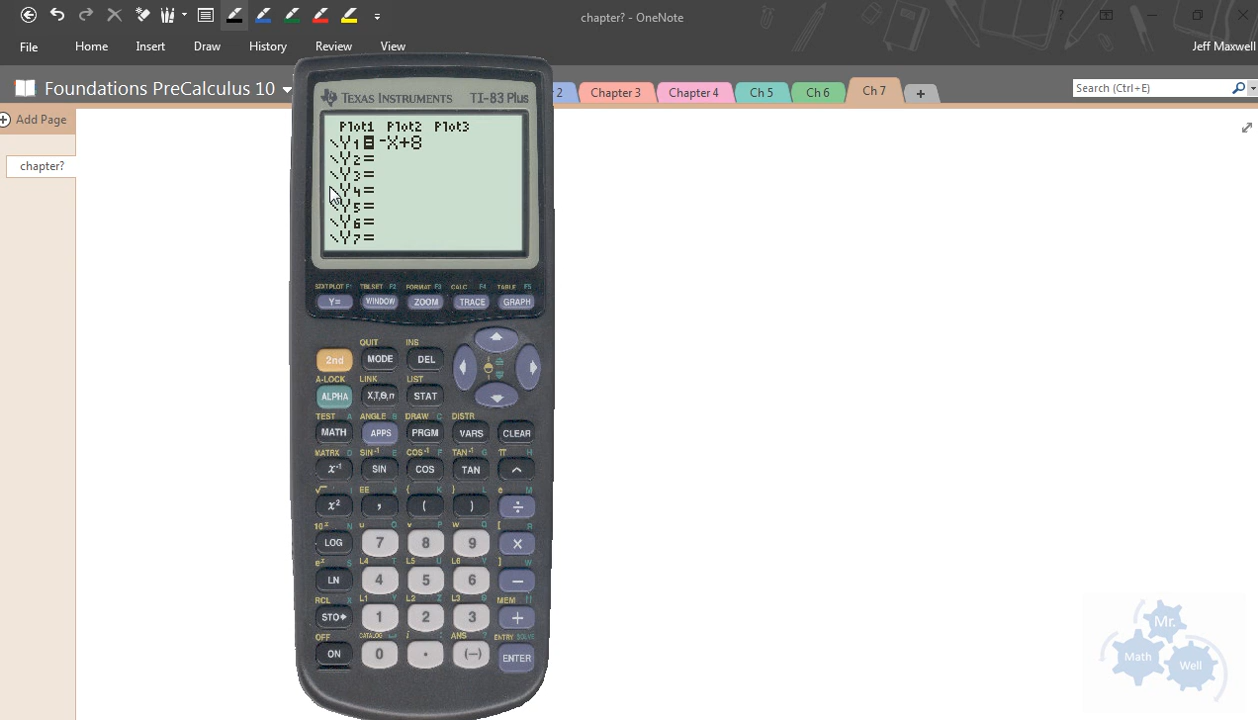 chapter? - OneNote
File Home Insert Draw History Review View
Jeff Maxwell
Foundations PreCalculus 10
2 Chapter 3 Chapter 4 Ch 5 Ch 6 Ch 7 +
Search (Ctrl+E)
Add Page
chapter?
TEXAS INSTRUMENTS TI-83 Plus
Plot1 Plot2 Plot3
\Y1=-X+8
\Y2=
\Y3=
\Y4=
\Y5=
\Y6=
\Y7=
STAT PLOT F1 TBLSET F2 FORMAT F3 CALC F4 TABLE F5
Y= WINDOW ZOOM TRACE GRAPH
QUIT INS
2nd MODE DEL
A-LOCK LINK LIST
ALPHA X,T,θ,n STAT
TEST A ANGLE B DRAW C DISTR
MATH APPS PRGM VARS CLEAR
MATRX D SIN⁻¹ E COS⁻¹ F TAN⁻¹ G π H
x⁻¹ SIN COS TAN ^
√ I EE J { K } L e M
x² , ( ) ÷
10ˣ N u O v P w Q [ R
LOG 7 8 9 ×
eˣ S L4 T L5 U L6 V ] W
LN 4 5 6 −
RCL X L1 Y L2 Z L3 θ MEM "
STO▸ 1 2 3 +
OFF CATALOG i : ANS ? ENTRY SOLVE
ON 0 . (−) ENTER
Mr.
Math Well